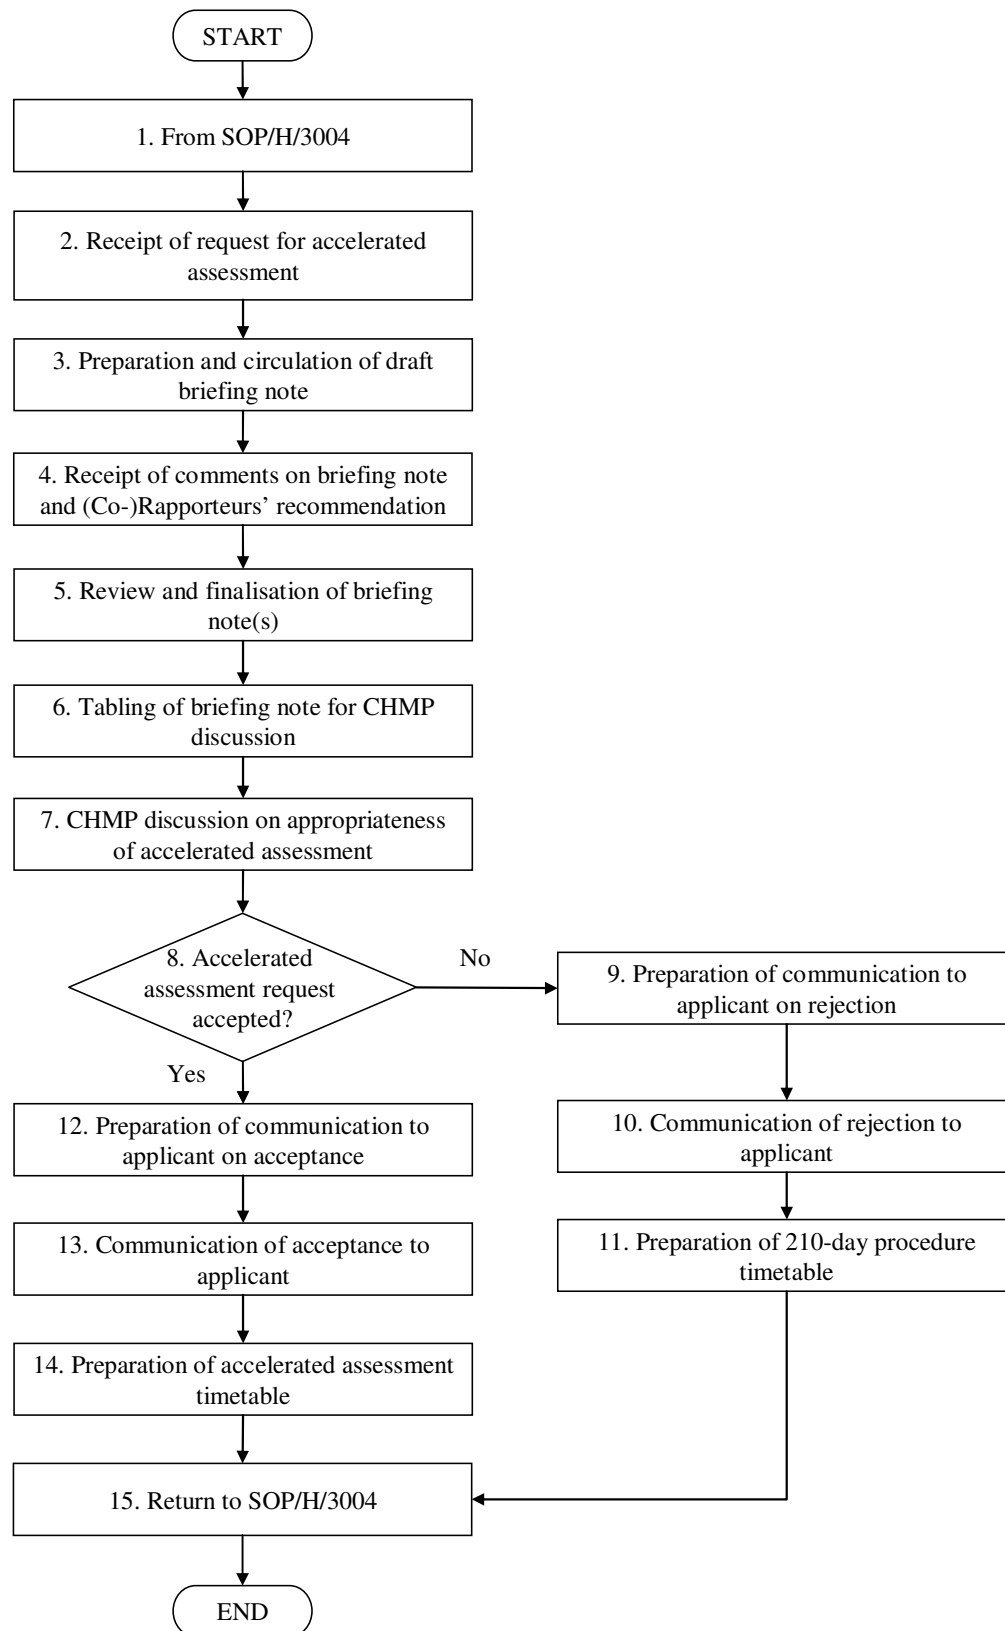 START
1. From SOP/H/3004
2. Receipt of request for accelerated
assessment
3. Preparation and circulation of draft
briefing note
4. Receipt of comments on briefing note
and (Co-)Rapporteurs’ recommendation
5. Review and finalisation of briefing
note(s)
6. Tabling of briefing note for CHMP
discussion
7. CHMP discussion on appropriateness
of accelerated assessment
8. Accelerated
assessment request
accepted?
No
9. Preparation of communication to
applicant on rejection
10. Communication of rejection to
applicant
11. Preparation of 210-day procedure
timetable
Yes
12. Preparation of communication to
applicant on acceptance
13. Communication of acceptance to
applicant
14. Preparation of accelerated assessment
timetable
15. Return to SOP/H/3004
END